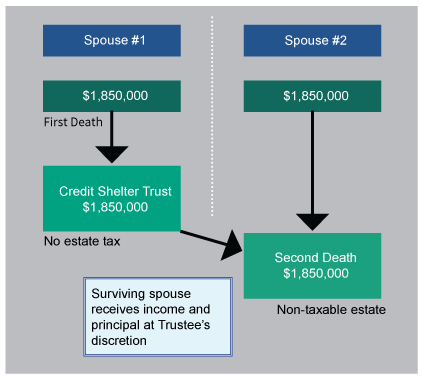 Spouse #1
Spouse #2
$1,850,000
$1,850,000
First Death
Credit Shelter Trust
$1,850,000
No estate tax
Second Death
$1,850,000
Non-taxable estate
Surviving spouse
receives income and
principal at Trustee's
discretion